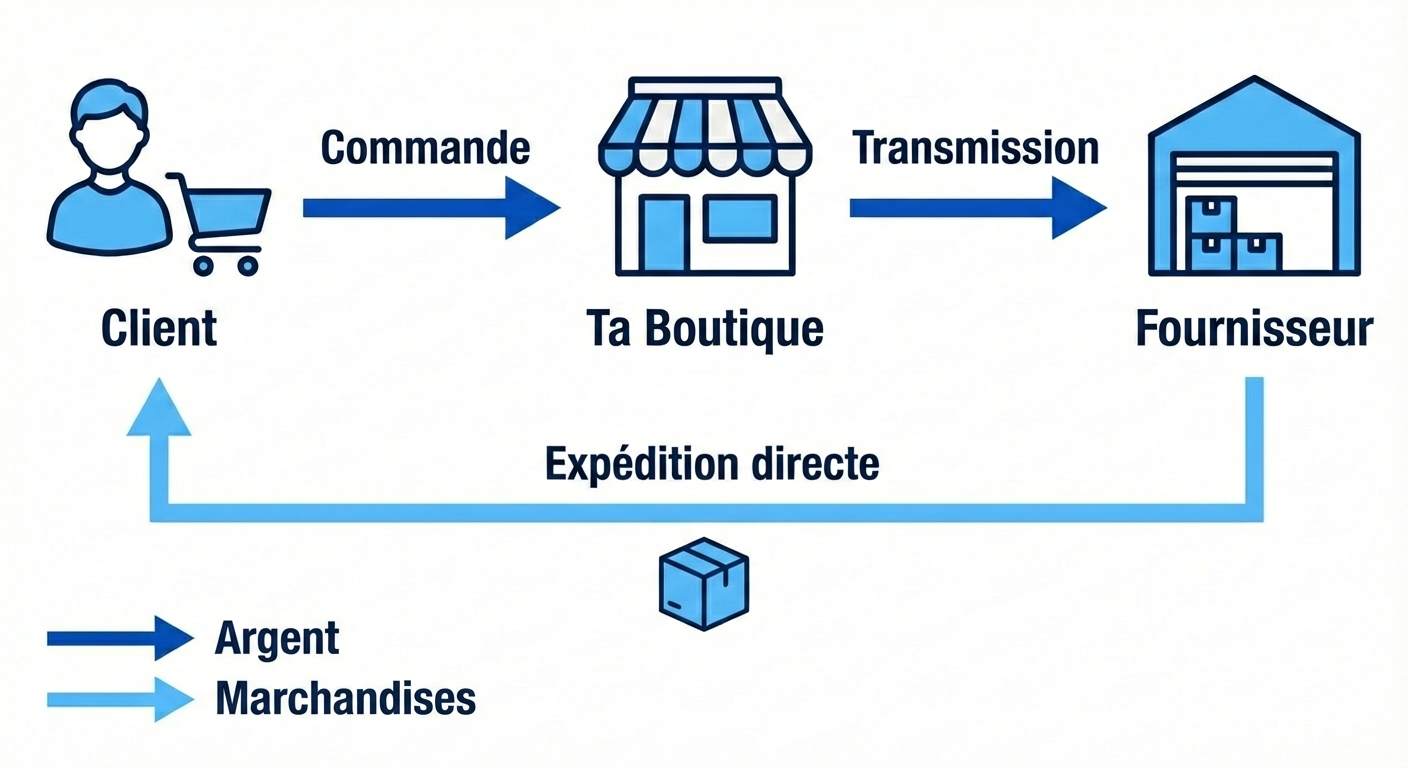 Commande
Transmission
Client
Ta Boutique
Fournisseur
Expédition directe
Argent
Marchandises